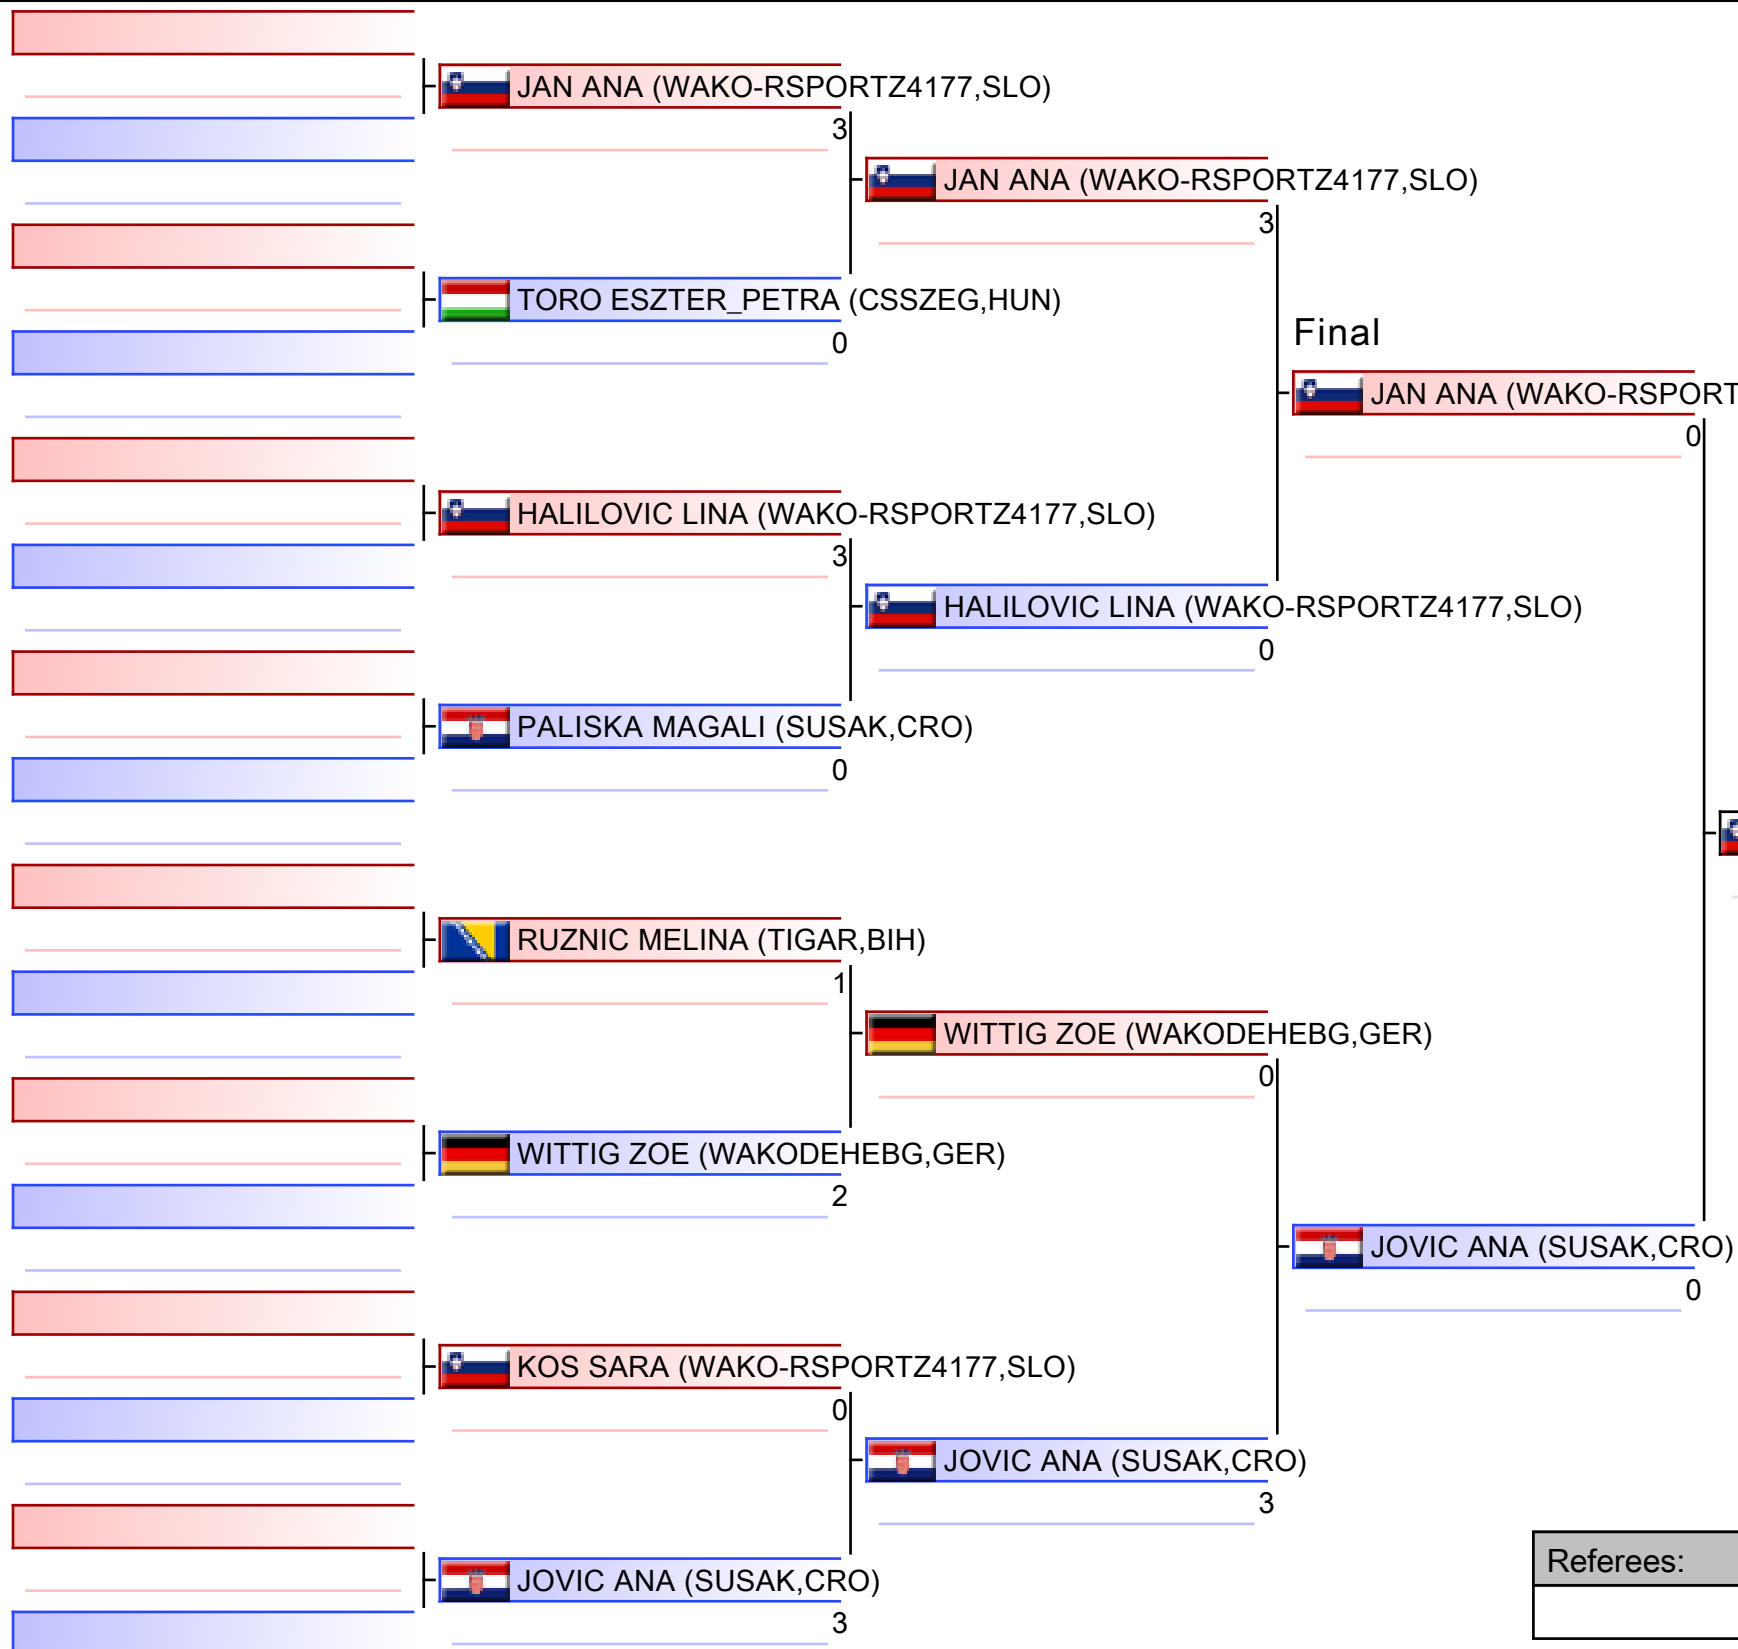 JAN ANA (WAKO-RSPORTZ4177,SLO)
3
JAN ANA (WAKO-RSPORTZ4177,SLO)
3
TORO ESZTER_PETRA (CSSZEG,HUN)
0
Final
JAN ANA (WAKO-RSPORT
0
HALILOVIC LINA (WAKO-RSPORTZ4177,SLO)
3
HALILOVIC LINA (WAKO-RSPORTZ4177,SLO)
0
PALISKA MAGALI (SUSAK,CRO)
0
RUZNIC MELINA (TIGAR,BIH)
1
WITTIG ZOE (WAKODEHEBG,GER)
0
WITTIG ZOE (WAKODEHEBG,GER)
2
JOVIC ANA (SUSAK,CRO)
0
KOS SARA (WAKO-RSPORTZ4177,SLO)
0
JOVIC ANA (SUSAK,CRO)
3
Referees:
JOVIC ANA (SUSAK,CRO)
3